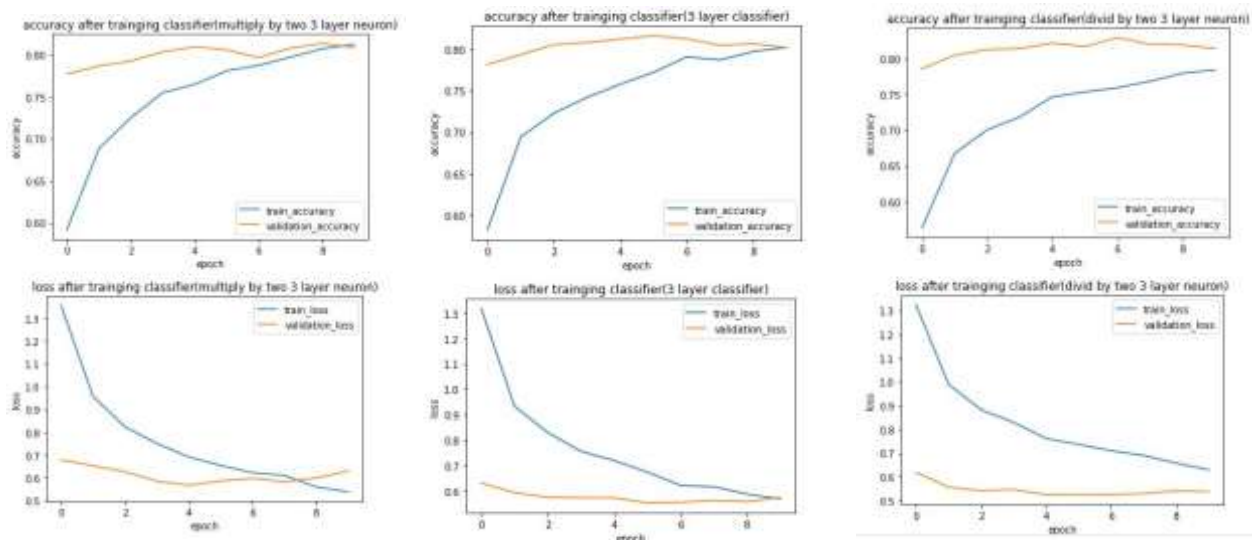 accuracy after trainging classifier(multiply by two 3 layer neuron)
0.80
0.75
0.70
0.65
0.60
accuracy
train_accuracy
validation_accuracy
0 2 4 6 8
epoch
accuracy after trainging classifier(3 layer classifier)
0.80
0.75
0.70
0.65
0.60
accuracy
train_accuracy
validation_accuracy
0 2 4 6 8
epoch
accuracy after trainging classifier(divid by two 3 layer neuron)
0.80
0.75
0.70
0.65
0.60
accuracy
train_accuracy
validation_accuracy
0 2 4 6 8
epoch
loss after trainging classifier(multiply by two 3 layer neuron)
1.3
1.2
1.1
1.0
0.9
0.8
0.7
0.6
0.5
loss
train_loss
validation_loss
0 2 4 6 8
epoch
loss after trainging classifier(3 layer classifier)
1.3
1.2
1.1
1.0
0.9
0.8
0.7
0.6
loss
train_loss
validation_loss
0 2 4 6 8
epoch
loss after trainging classifier(divid by two 3 layer neuron)
1.3
1.2
1.1
1.0
0.9
0.8
0.7
0.6
0.5
loss
train_loss
validation_loss
0 2 4 6 8
epoch